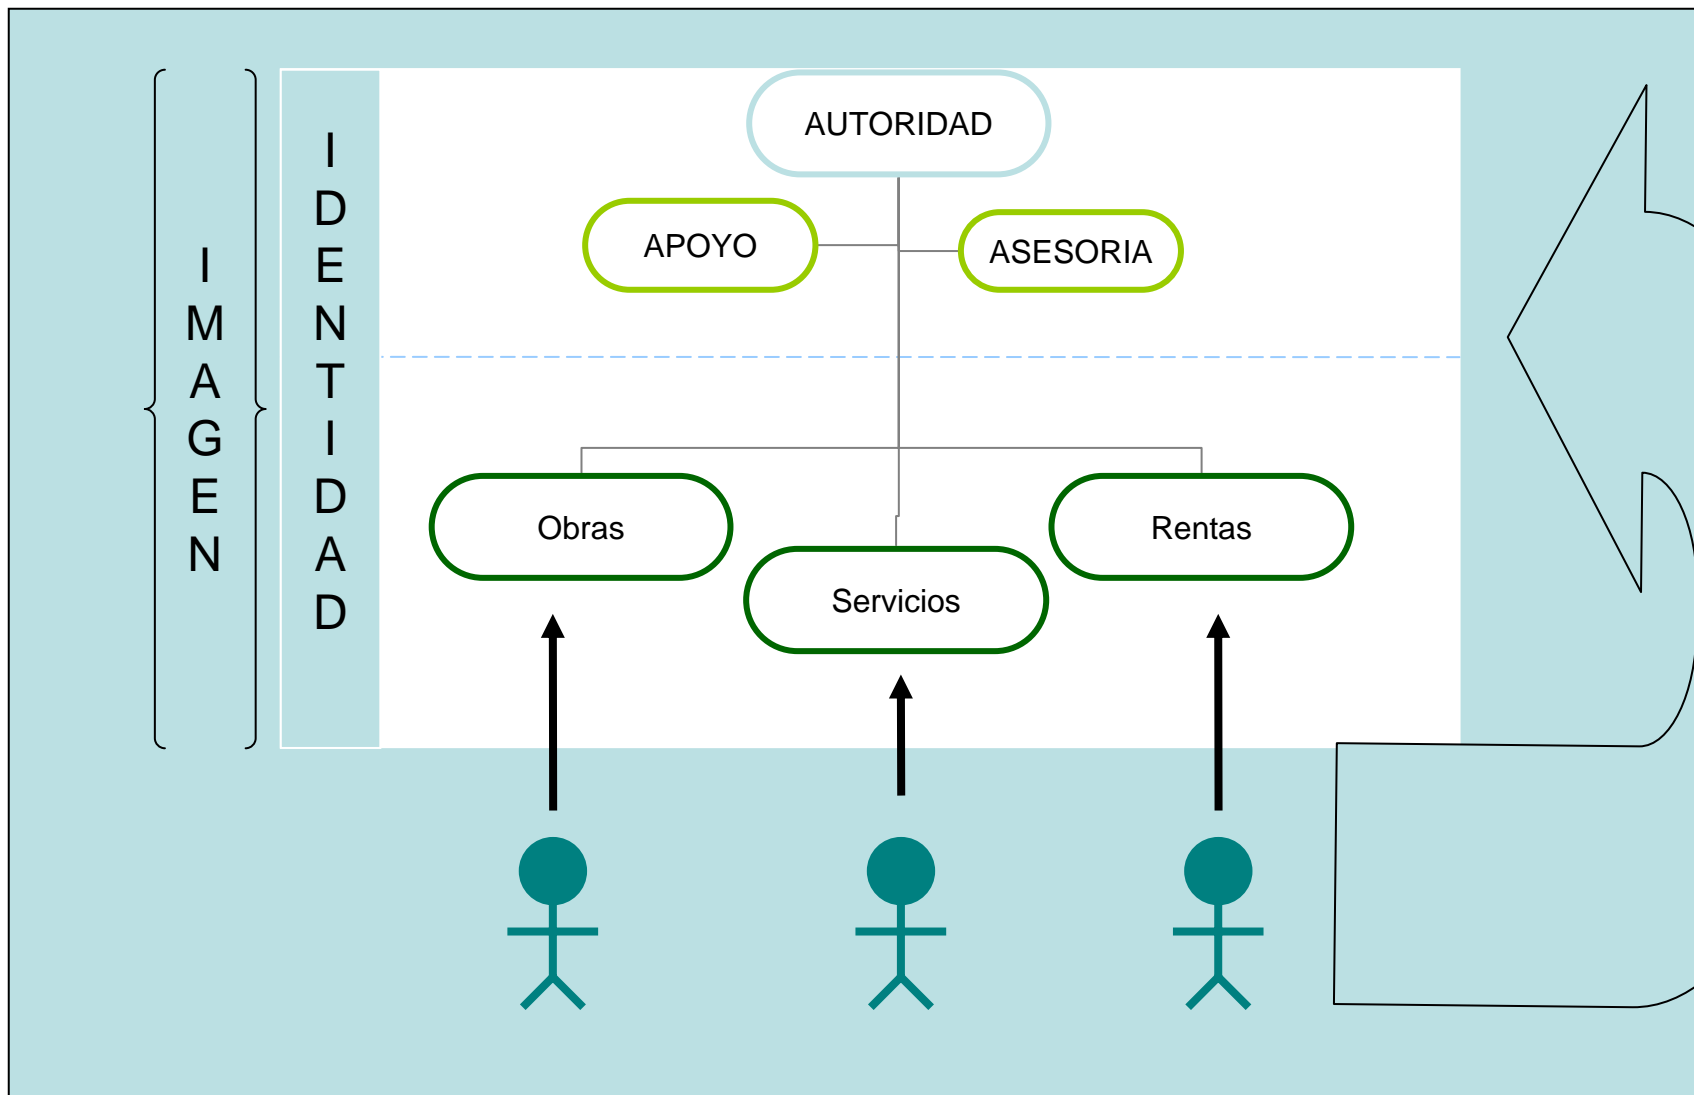 IMAGEN
IDENTIDAD
AUTORIDAD
APOYO
ASESORIA
Obras
Servicios
Rentas